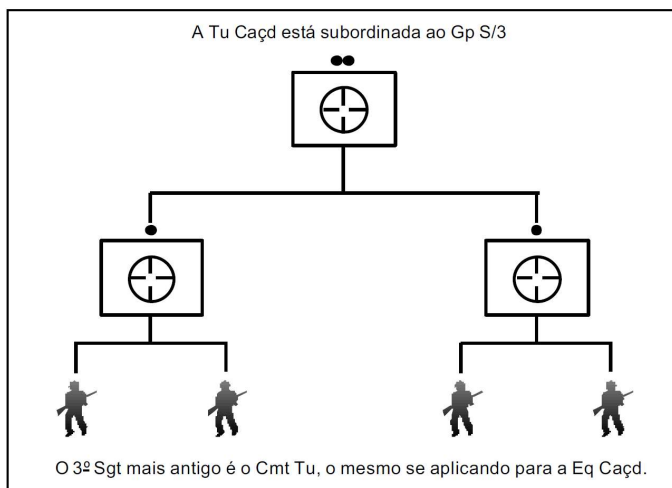 A Tu Caçd está subordinada ao Gp S/3
O 3º Sgt mais antigo é o Cmt Tu, o mesmo se aplicando para a Eq Caçd.